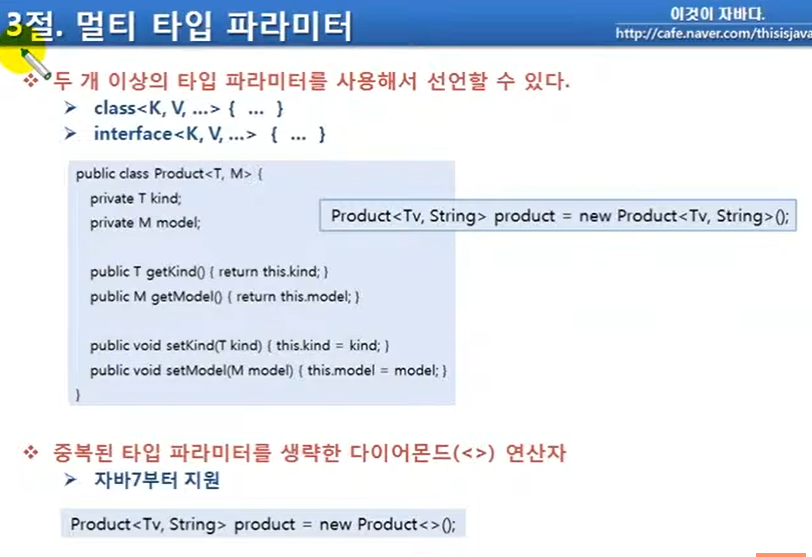 3절. 멀티 타입 파라미터
이것이 자바다.
http://cafe.naver.com/thisisjava
❖ 두 개 이상의 타입 파라미터를 사용해서 선언할 수 있다.
➢ class<K, V, ...> { ... }
➢ interface<K, V, ...> { ... }
public class Product<T, M> {
private T kind;
private M model;
Product<Tv, String> product = new Product<Tv, String>();
public T getKind() { return this.kind; }
public M getModel() { return this.model; }
public void setKind(T kind) { this.kind = kind; }
public void setModel(M model) { this.model = model; }
}
❖ 중복된 타입 파라미터를 생략한 다이어몬드(<>) 연산자
➢ 자바7부터 지원
Product<Tv, String> product = new Product<>();